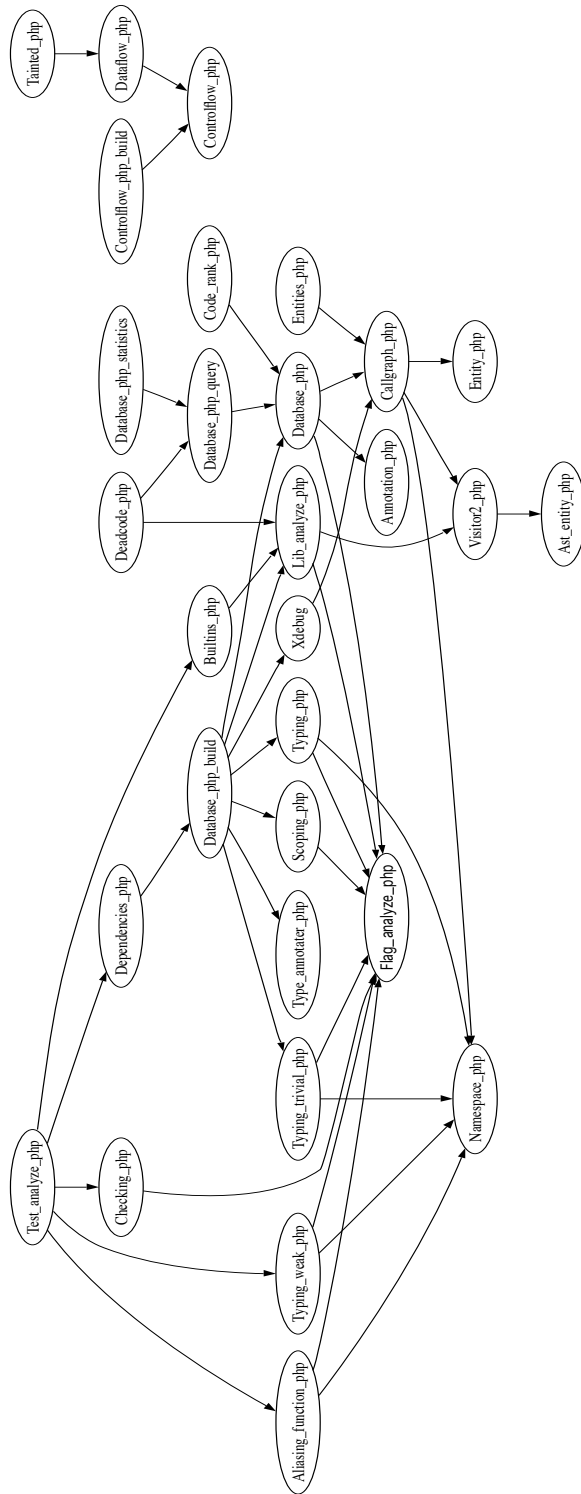 Tainted_php
Dataflow_php
Controlflow_php_build
Controlflow_php
Database_php_statistics
Deadcode_php
Database_php_query
Code_rank_php
Builtins_php
Database_php
Entities_php
Lib_analyze_php
Annotation_php
Callgraph_php
Entity_php
Visitor2_php
Ast_entity_php
Xdebug
Typing_php
Scoping_php
Database_php_build
Dependencies_php
Type_annotater_php
Flag_analyze_php
Typing_trivial_php
Namespace_php
Test_analyze_php
Checking_php
Typing_weak_php
Aliasing_function_php